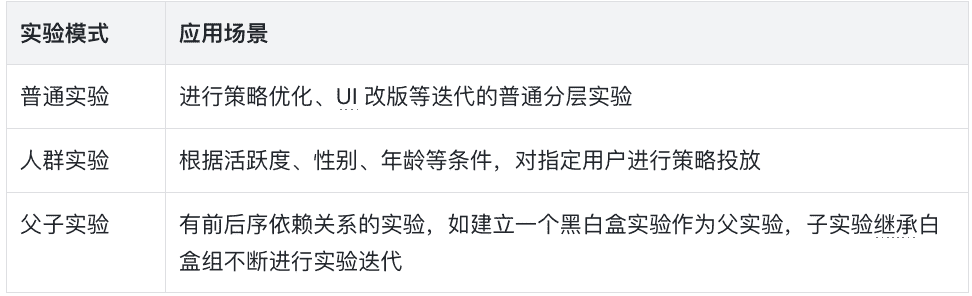 实验模式 应用场景
普通实验 进行策略优化、UI 改版等迭代的普通分层实验
人群实验 根据活跃度、性别、年龄等条件，对指定用户进行策略投放
父子实验 有前后序依赖关系的实验，如建立一个黑白盒实验作为父实验，子实验继承白
盒组不断进行实验迭代